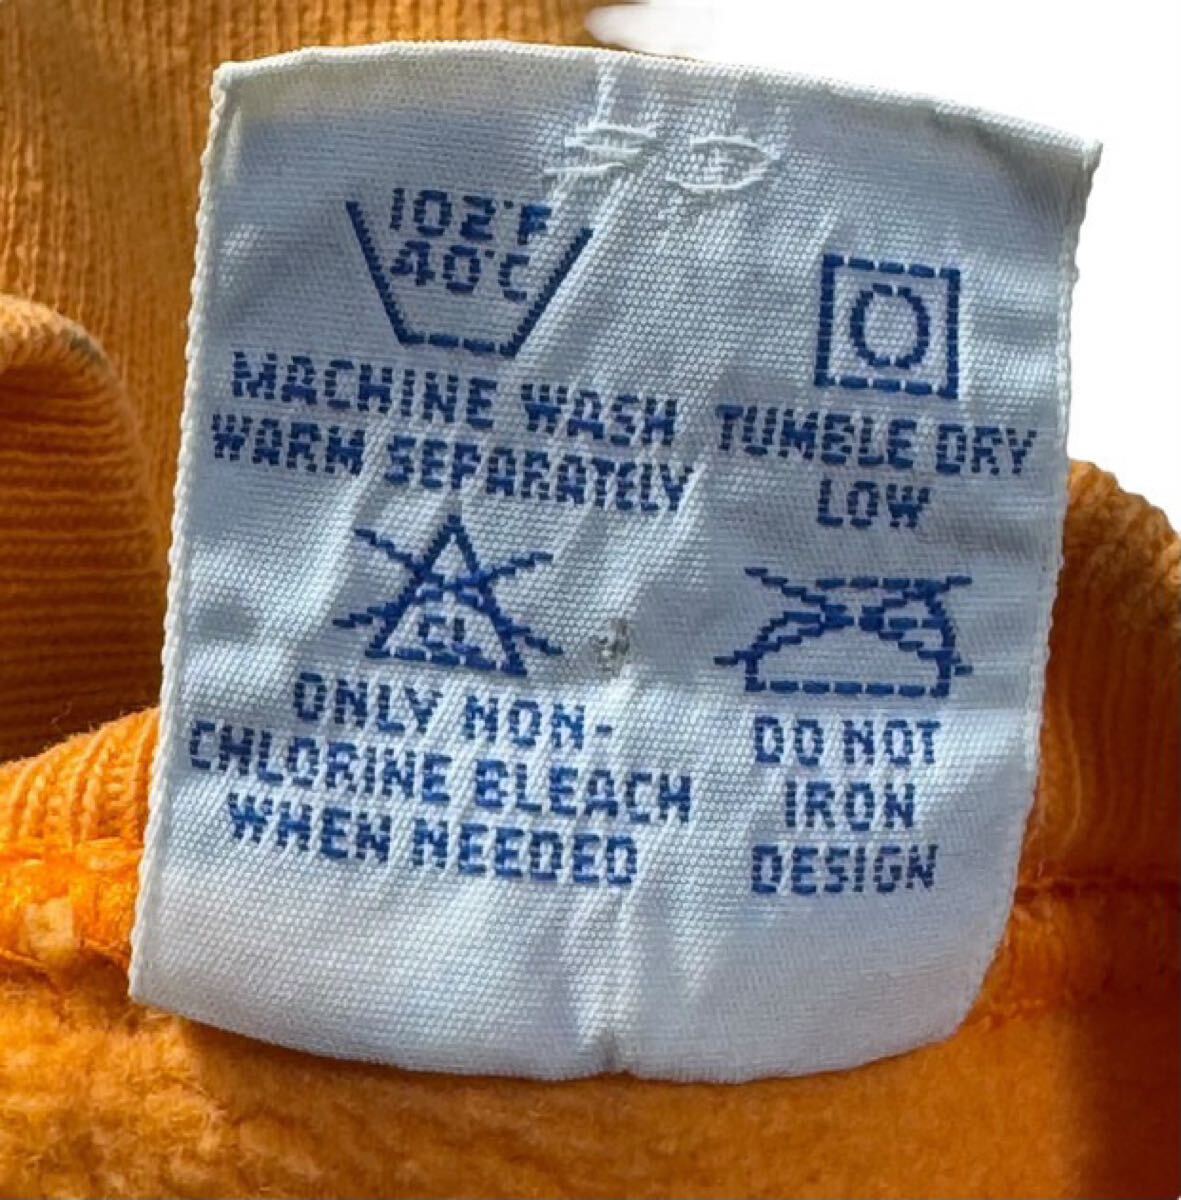 102°F
40°C
MACHINE WASH
WARM SEPARATELY
TUMBLE DRY
LOW
CL
ONLY NON-
CHLORINE BLEACH
WHEN NEEDED
DO NOT
IRON
DESIGN